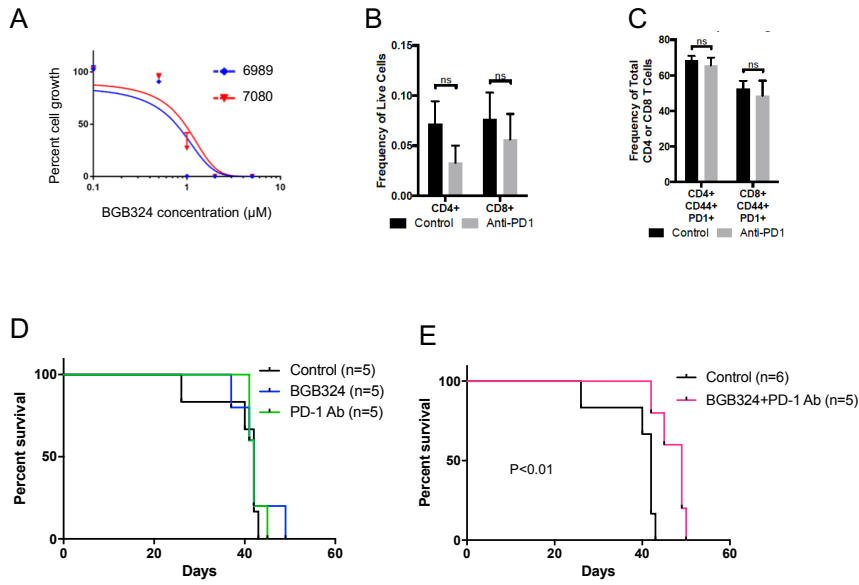 A
Percent cell growth
100
50
0
0.1
1
10
BGB324 concentration (μM)
6989
7080
B
Frequency of Live Cells
0.15
0.10
0.05
0.00
ns
ns
CD4+
CD8+
Control
Anti-PD1
C
Frequency of Total
CD4 or CD8 T Cells
80
60
40
20
0
ns
ns
CD4+
CD44+
PD1+
CD8+
CD44+
PD1+
Control
Anti-PD1
D
Percent survival
100
50
0
0
20
40
60
Days
Control (n=5)
BGB324 (n=5)
PD-1 Ab (n=5)
E
Percent survival
100
50
0
0
20
40
60
Days
Control (n=6)
BGB324+PD-1 Ab (n=5)
P<0.01